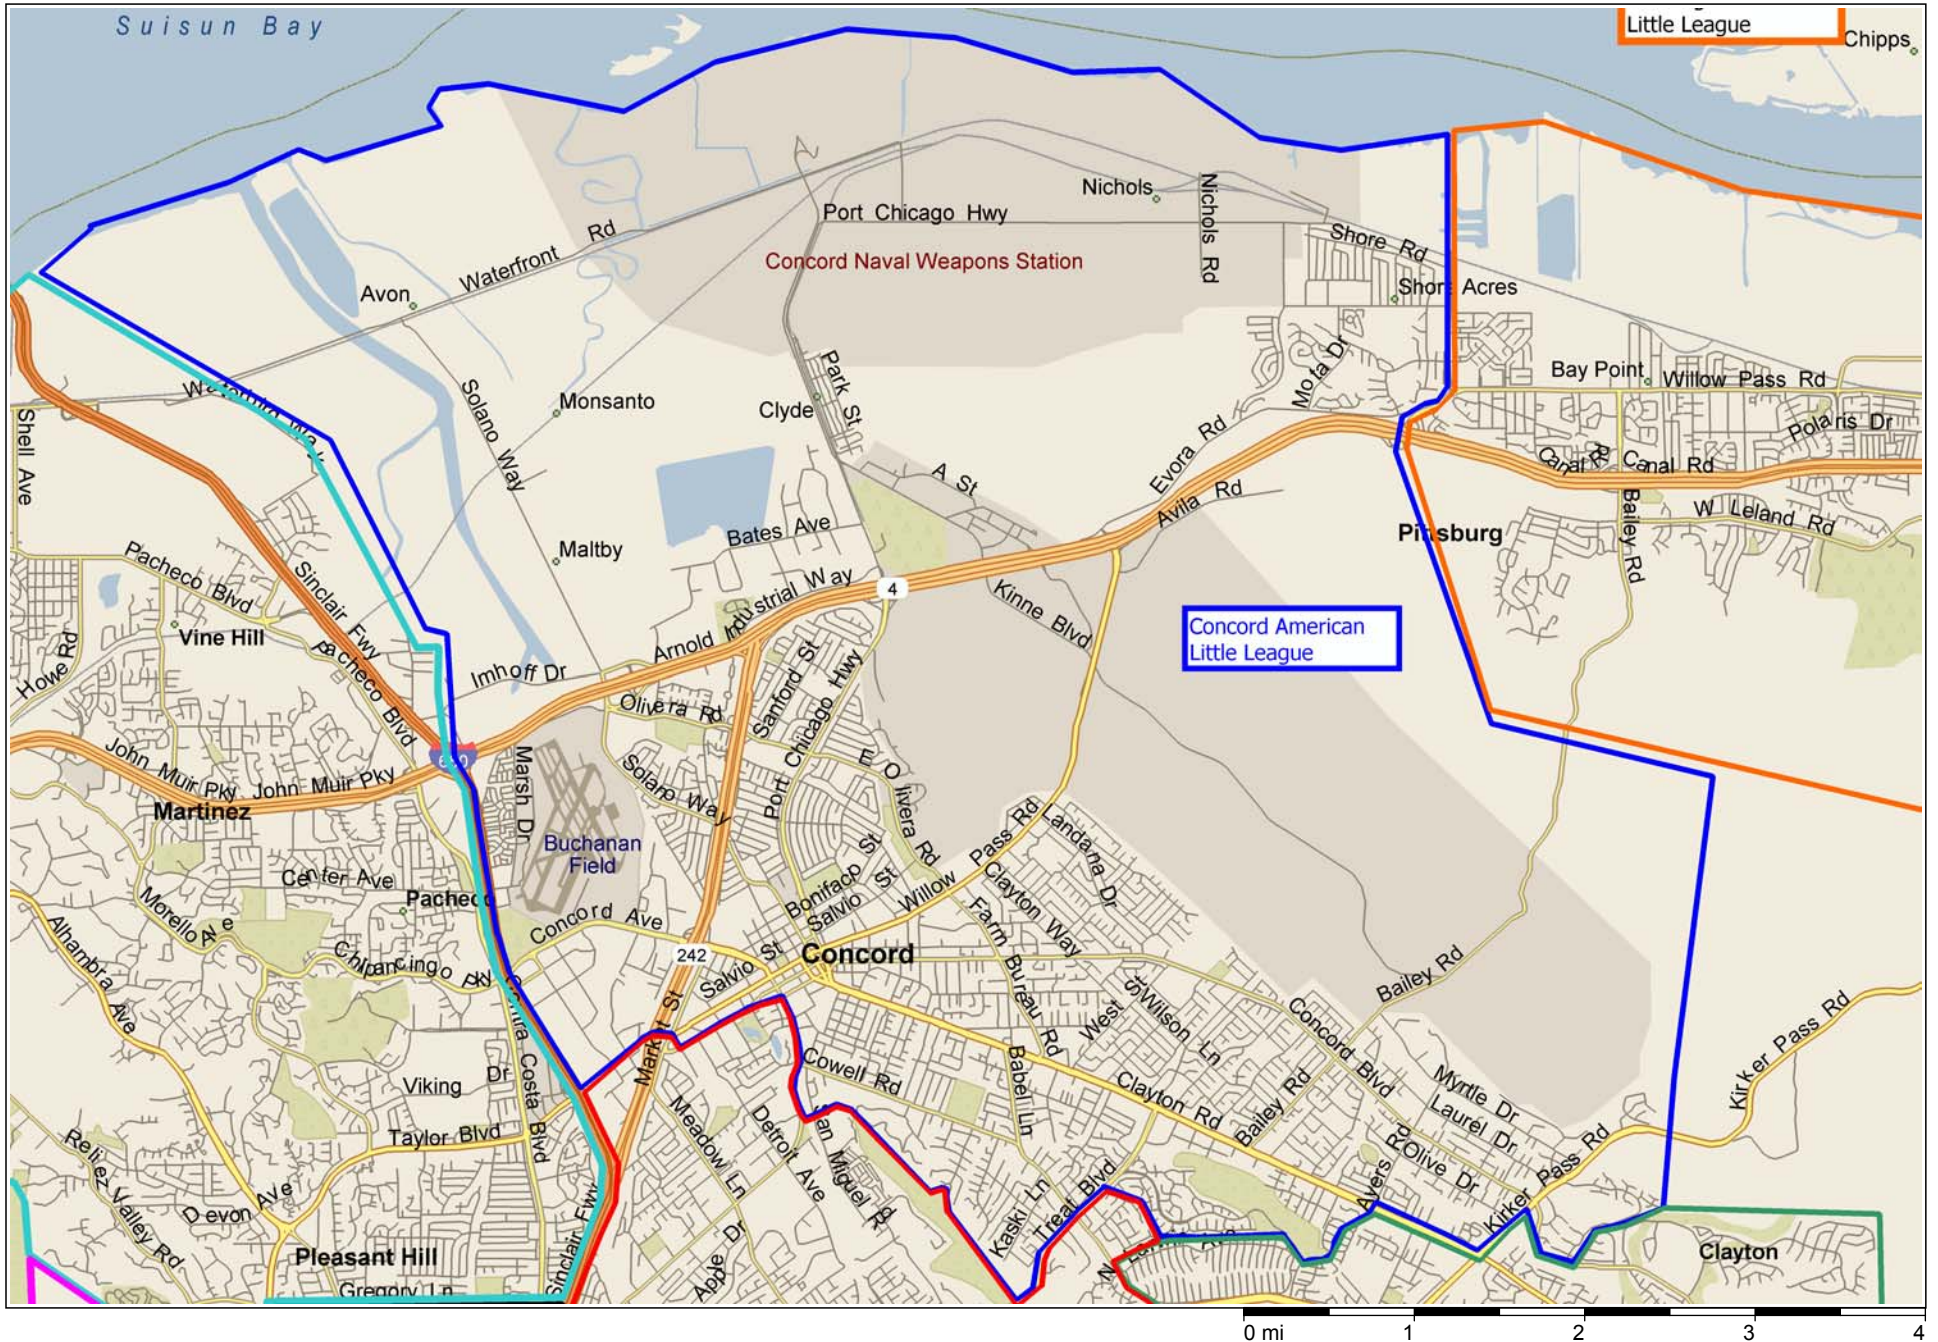 Suisun Bay
Little League
Chipps
Nichols
Nichols Rd
Port Chicago Hwy
Shore Rd
Waterfront Rd
Concord Naval Weapons Station
Avon
Shore Acres
Waterbird Way
Solano Way
Monsanto
Park St
Clyde
Mota Dr
Bay Point
Willow Pass Rd
Polaris Dr
Shell Ave
A St
Evora Rd
Avila Rd
Canal Rd
Canal Rd
Bailey Rd
W Leland Rd
Bates Ave
Maltby
Pittsburg
Pacheco Blvd
Sinclair Fwy
Arnold Industrial Way
4
Kinne Blvd
Concord American
Little League
Vine Hill
Pacheco Blvd
Howe Rd
Imhoff Dr
Olivera Rd
Sanford St
Port Chicago Hwy
John Muir Pky
John Muir Pky
680
Marsh Dr
Solano Way
E Olivera Rd
Martinez
Buchanan
Field
Landana Dr
Willow Pass Rd
Center Ave
Pacheco
Morello Ave
Alhambra Ave
Bonifacio St
Salvio St
Clayton Way
Farm Bureau Rd
Concord Ave
Chilpancingo Pky
242
Salvio St
Concord
Bailey Rd
West St
Wilson Ln
Concord Blvd
Market St
Contra Costa Blvd
Kirker Pass Rd
Viking Dr
Cowell Rd
Babel Ln
Clayton Rd
Bailey Rd
Myrtle Dr
Laurel Dr
Taylor Blvd
Meadow Ln
Detroit Ave
San Miguel Rd
Ayers Rd
Olive Dr
Kirker Pass Rd
Reliez Valley Rd
Devon Ave
Sinclair Fwy
Kaski Ln
Treat Blvd
Pleasant Hill
Gregory Ln
Apple Dr
Clayton
0 mi 1 2 3 4